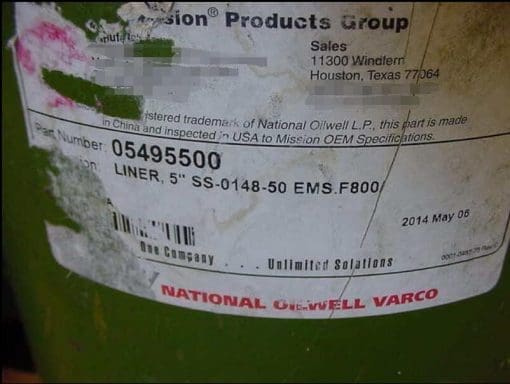 sion® Products Group
Sales
11300 Windfern
Houston, Texas 77064
istered trademark of National Oilwell L.P., this part is made
in China and inspected in USA to Mission OEM Specifications.
Part Number: 05495500
LINER, 5" SS-0148-50 EMS.F800
2014 May 06
One Company . . . . Unlimited Solutions
NATIONAL OILWELL VARCO